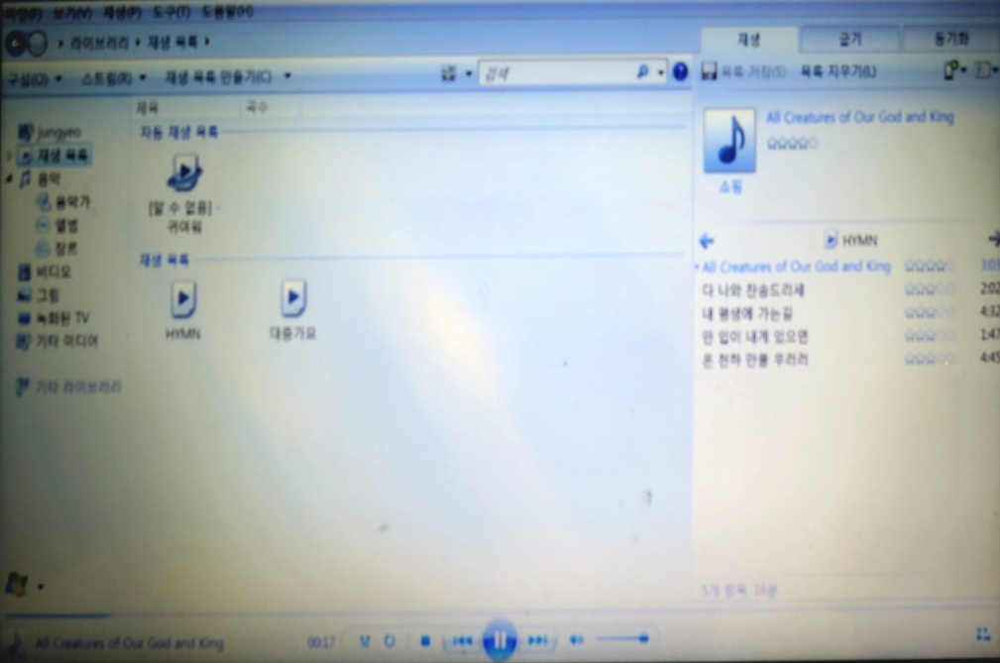 파일(F) 보기(V) 재생(P) 도구(T) 도움말(H)
라이브러리 재생 목록
재생 굽기 동기화
구성(O) 스트림(R) 재생 목록 만들기(C) 검색
목록 저장(S) 목록 지우기(L)
제목 곡수
자동 재생 목록
[알 수 없음] -
귀여워
재생 목록
HYMN 대중가요
jungyeo
재생 목록
음악
음악가
앨범
장르
비디오
그림
녹화된 TV
기타 미디어
기타 라이브러리
All Creatures of Our God and King
쇼핑
HYMN
All Creatures of Our God and King
다 나와 찬송드리세 2:02
내 평생에 가는길 4:32
만 입이 내게 있으면 1:47
온 천하 만물 우러러 4:45
5개 항목, 16분
All Creatures of Our God and King 00:17